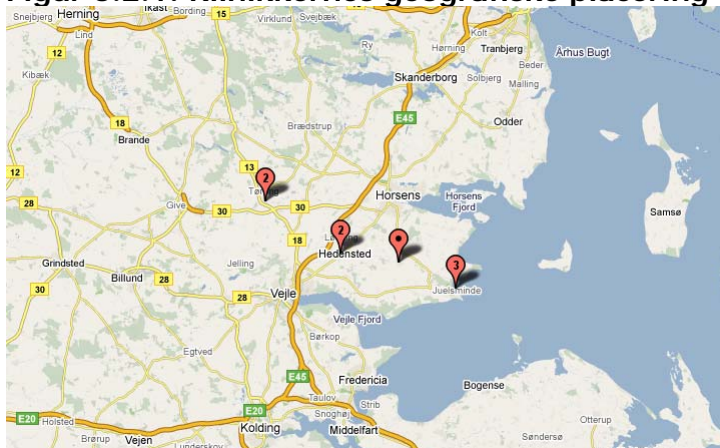 Herning
Ikast
Bording
Virklund
Svejbæk
Snejbjerg
Lind
12
Kibæk
Ry
Kolt
Hørning
Tranbjerg
Århus Bugt
Beder
Malling
Solbjerg
Skanderborg
E45
Odder
18
Brande
Brædstrup
13
12
2
28
Give
30
30
Horsens
Horsens
Fjord
Samsø
18
2
Hedensted
3
Juelsminde
Grindsted
Billund
Jelling
30
28
28
Vejle
Vejle Fjord
Børkop
Egtved
E45
Fredericia
Bogense
Taulov
Strib
Snoghøj
E20
Holsted
E20
Kolding
Middelfart
Otterup
Søndersø
Brørup
Vejen
Lunderskov